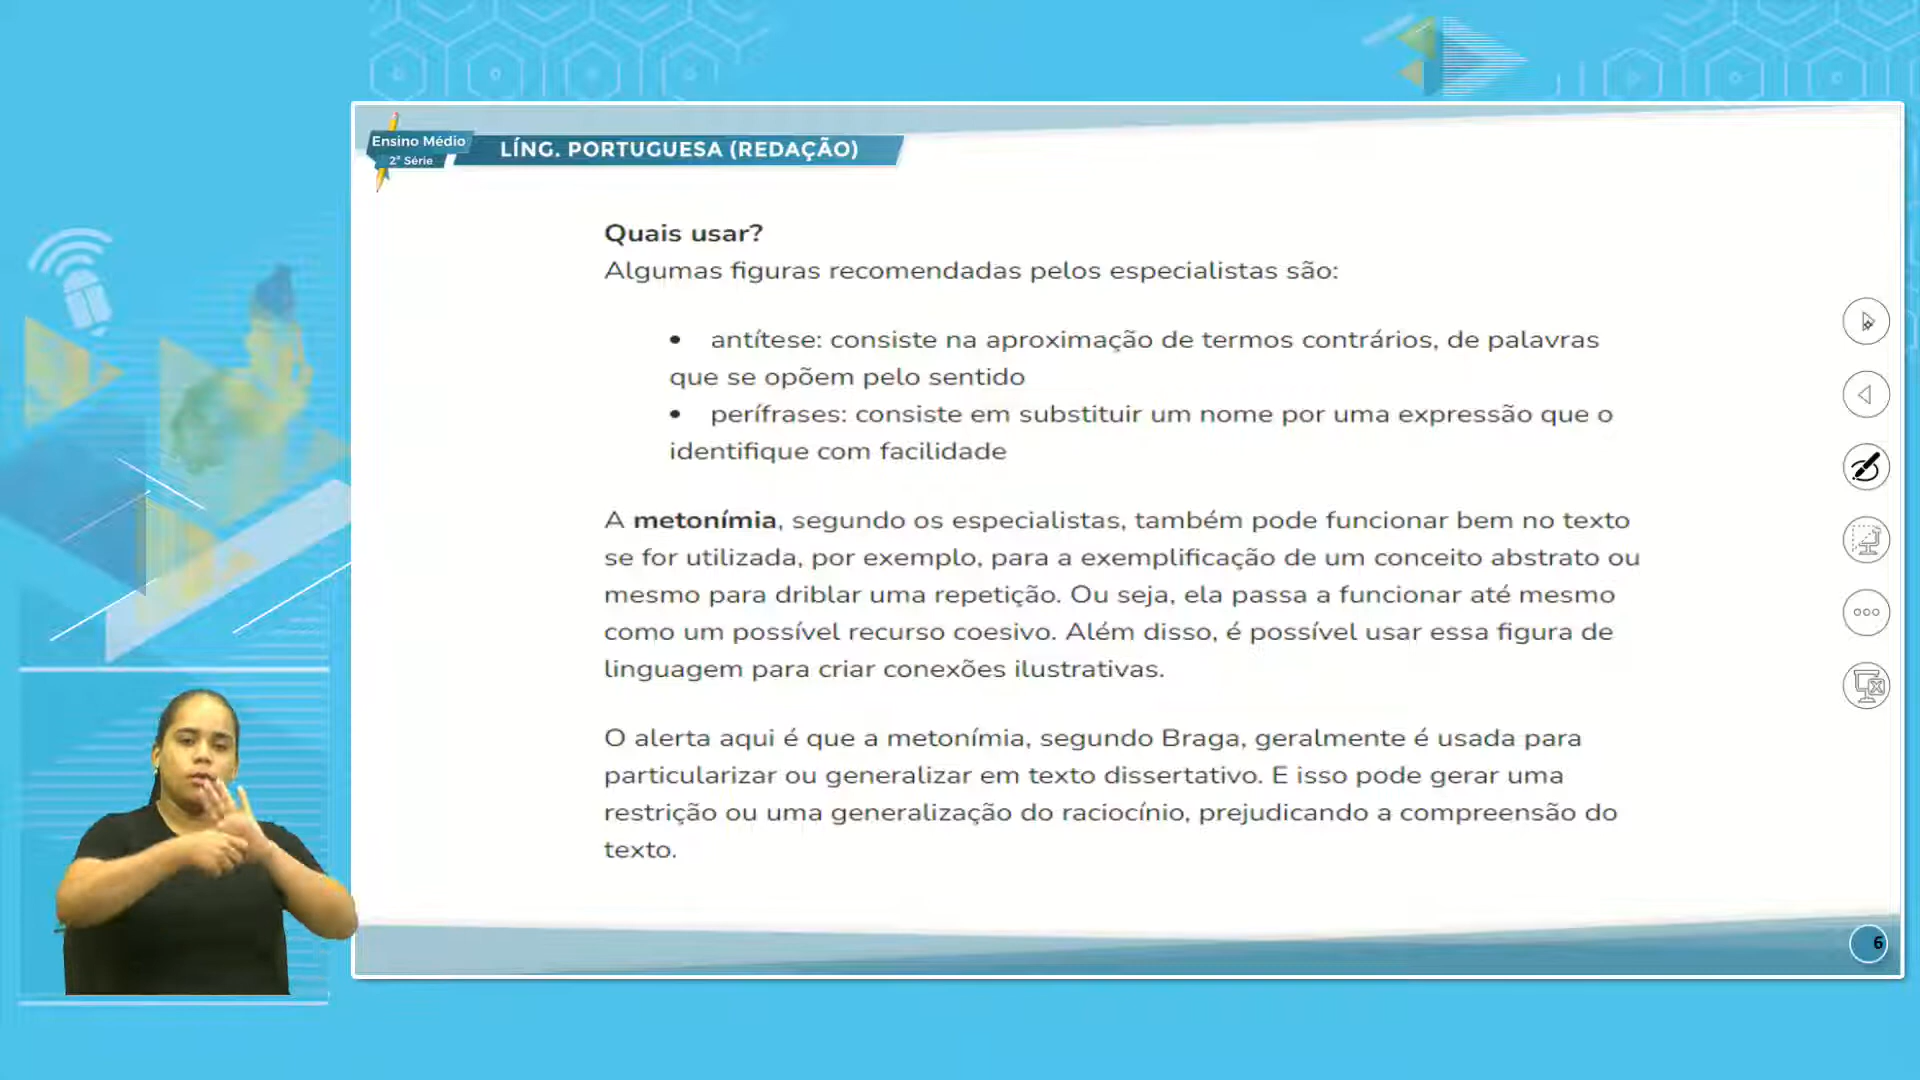 Ensino Médio
2ª Série
LÍNG. PORTUGUESA (REDAÇÃO)
Quais usar?
Algumas figuras recomendadas pelos especialistas são:
• antítese: consiste na aproximação de termos contrários, de palavras
que se opõem pelo sentido
• perífrases: consiste em substituir um nome por uma expressão que o
identifique com facilidade
A metonímia, segundo os especialistas, também pode funcionar bem no texto
se for utilizada, por exemplo, para a exemplificação de um conceito abstrato ou
mesmo para driblar uma repetição. Ou seja, ela passa a funcionar até mesmo
como um possível recurso coesivo. Além disso, é possível usar essa figura de
linguagem para criar conexões ilustrativas.
O alerta aqui é que a metonímia, segundo Braga, geralmente é usada para
particularizar ou generalizar em texto dissertativo. E isso pode gerar uma
restrição ou uma generalização do raciocínio, prejudicando a compreensão do
texto.
6